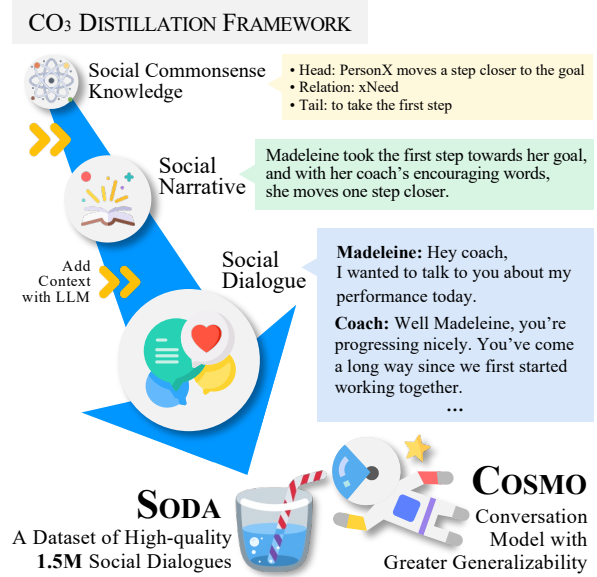 CO3 DISTILLATION FRAMEWORK
Social Commonsense
Knowledge
• Head: PersonX moves a step closer to the goal
• Relation: xNeed
• Tail: to take the first step
Social
Narrative
Madeleine took the first step towards her goal,
and with her coach's encouraging words,
she moves one step closer.
Add
Context
with LLM
Social
Dialogue
Madeleine: Hey coach,
I wanted to talk to you about my
performance today.
Coach: Well Madeleine, you're
progressing nicely. You've come
a long way since we first started
working together.
...
SODA
A Dataset of High-quality
1.5M Social Dialogues
COSMO
Conversation
Model with
Greater Generalizability